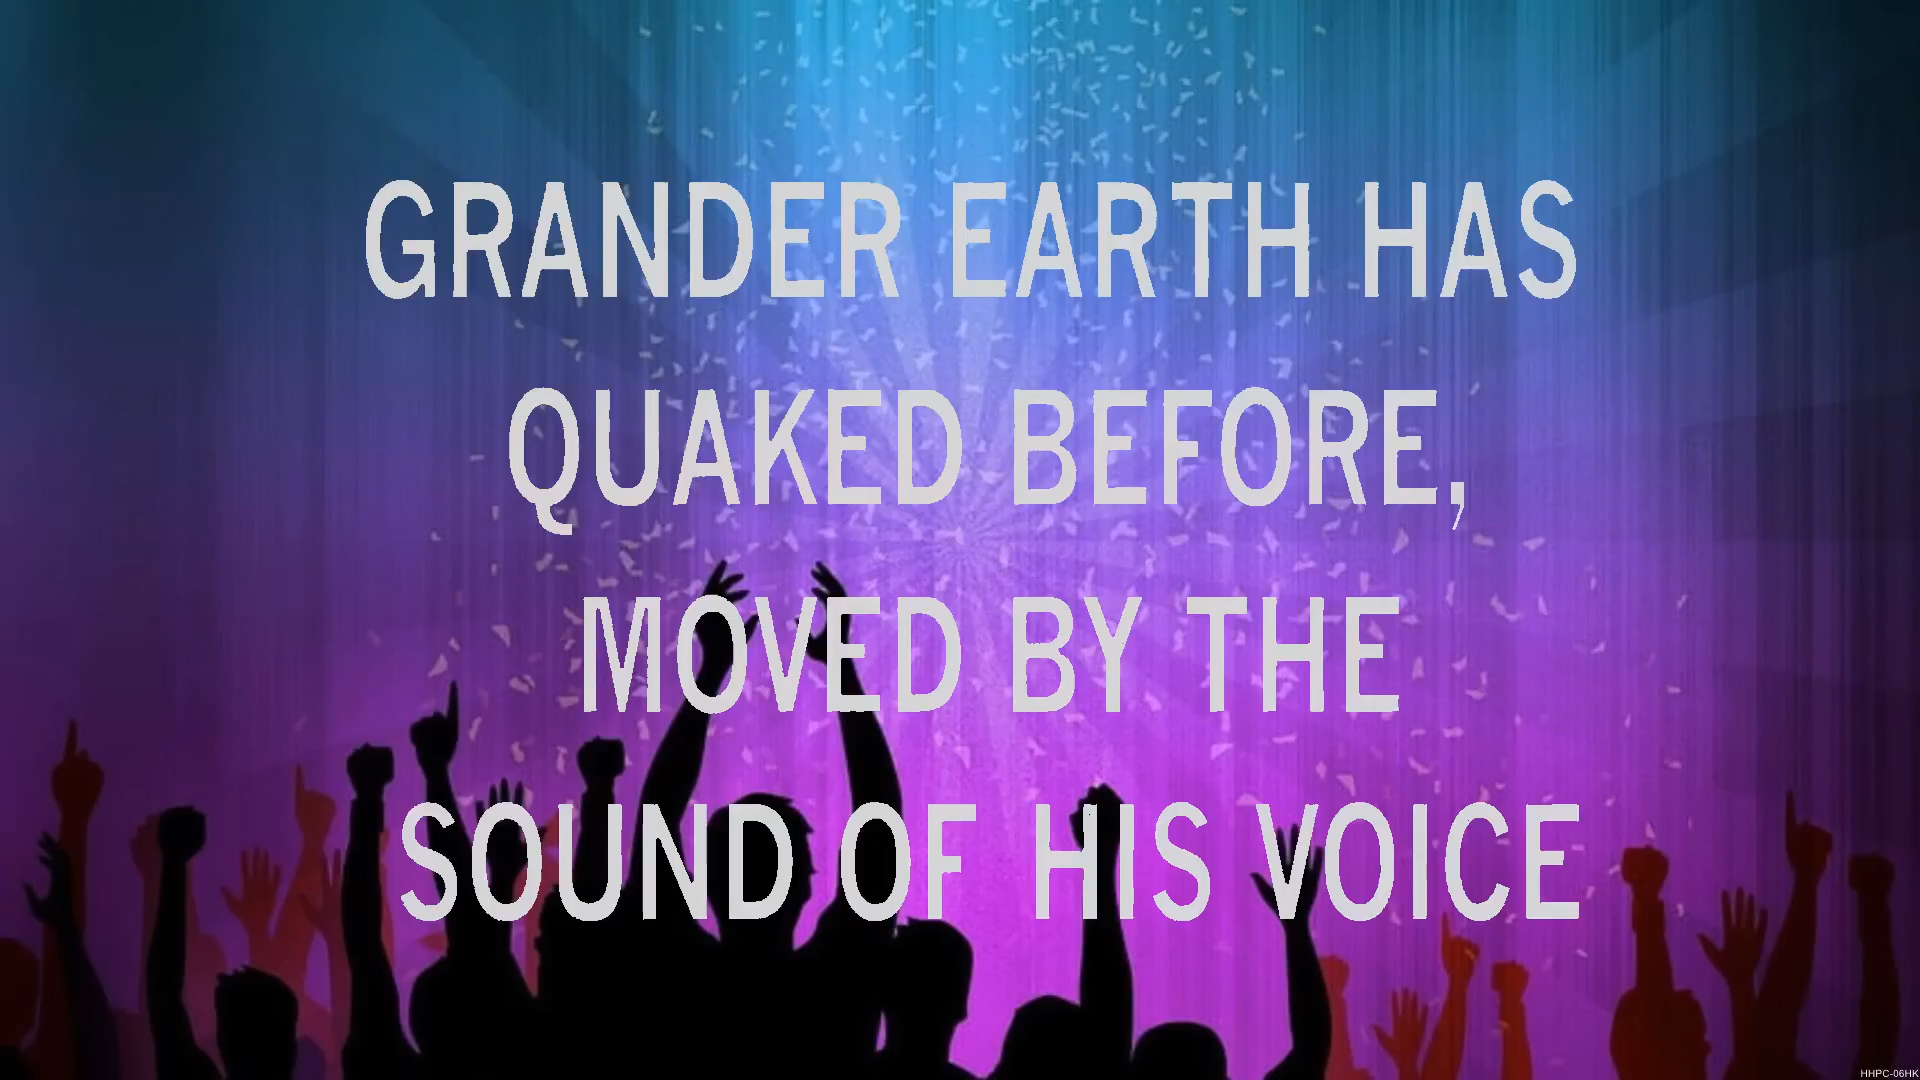 GRANDER EARTH HAS
QUAKED BEFORE,
MOVED BY THE
SOUND OF HIS VOICE
HHPC-06HK